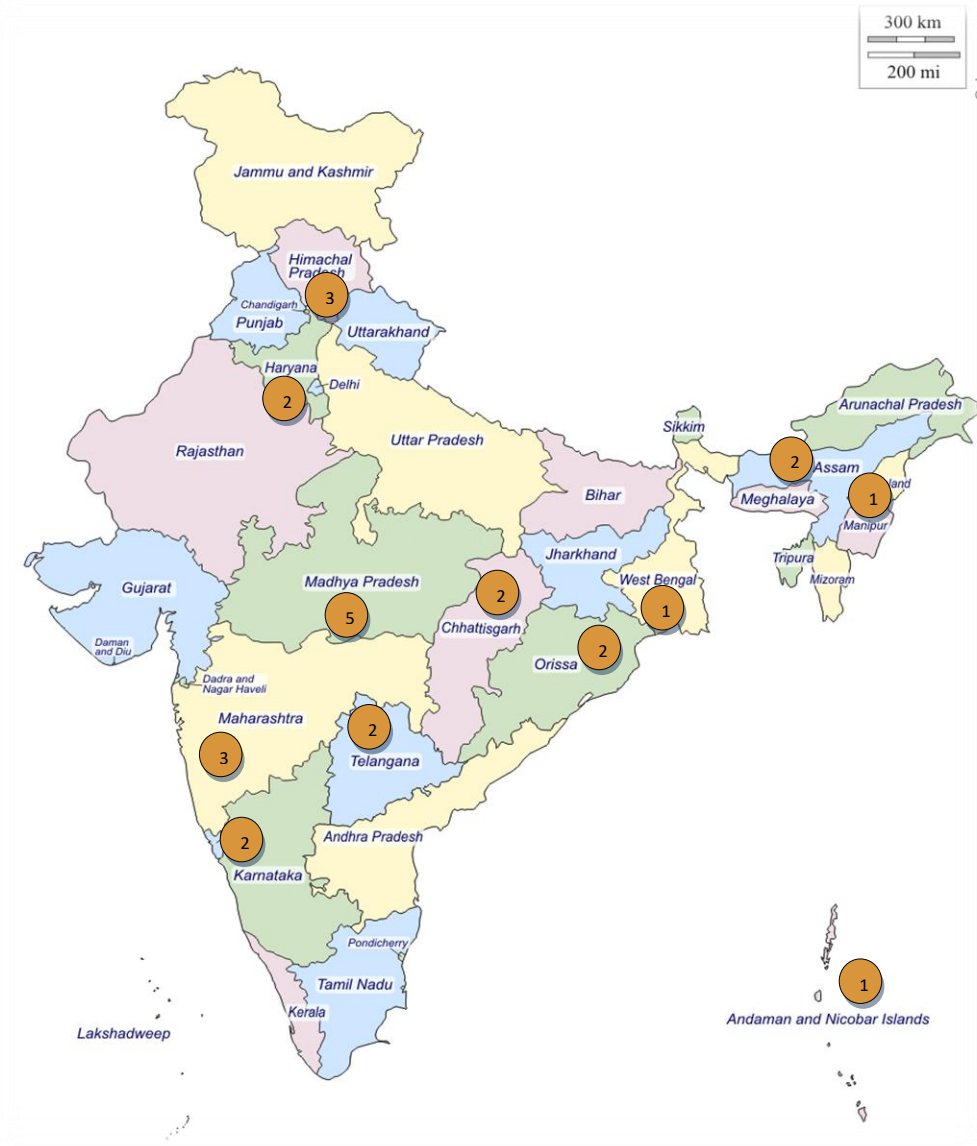 300 km
200 mi
Jammu and Kashmir
Himachal
Pradesh
3
Chandigarh
Punjab
Uttarakhand
Haryana
Delhi
2
Rajasthan
Uttar Pradesh
Sikkim
Arunachal Pradesh
2
Assam
Meghalaya
land
1
Manipur
Bihar
Jharkhand
Tripura
Mizoram
West Bengal
1
Gujarat
Madhya Pradesh
5
2
Chhattisgarh
Daman
and Diu
2
Orissa
Dadra and
Nagar Haveli
Maharashtra
3
2
Telangana
2
Karnataka
Andhra Pradesh
Pondicherry
Tamil Nadu
Kerala
Lakshadweep
1
Andaman and Nicobar Islands